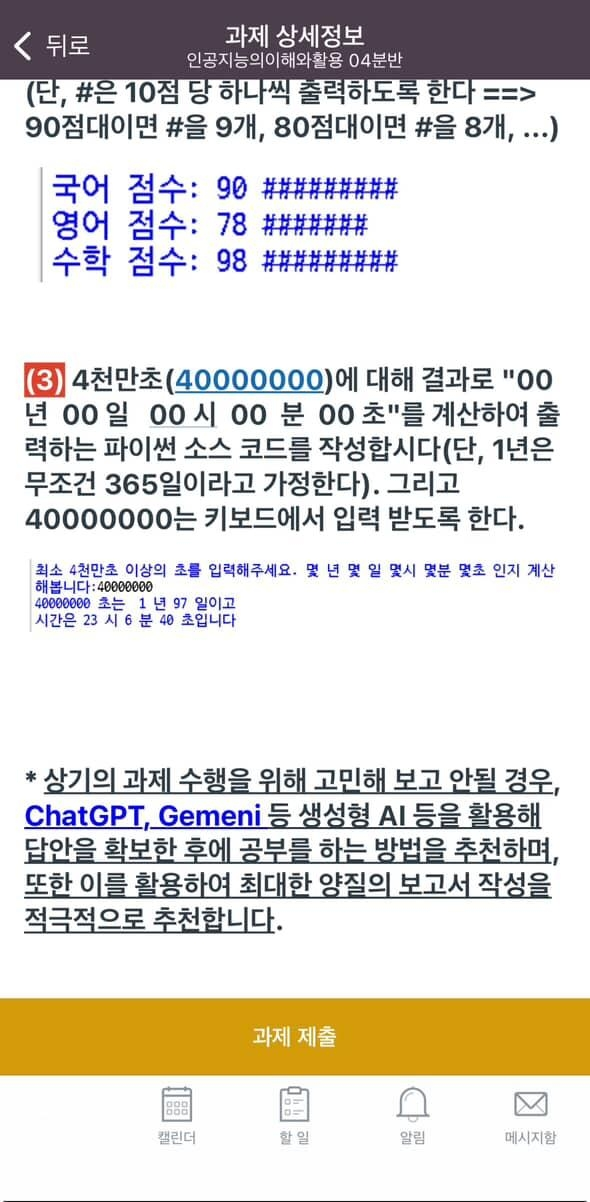 뒤로
과제 상세정보
인공지능의이해와활용 04분반
(단, #은 10점 당 하나씩 출력하도록 한다 ==>
90점대이면 #을 9개, 80점대이면 #을 8개, ...)
국어 점수: 90 #########
영어 점수: 78 #######
수학 점수: 98 #########
(3) 4천만초(40000000)에 대해 결과로 "00
년 00 일 00 시 00 분 00 초"를 계산하여 출
력하는 파이썬 소스 코드를 작성합시다(단, 1년은
무조건 365일이라고 가정한다). 그리고
40000000는 키보드에서 입력 받도록 한다.
최소 4천만초 이상의 초를 입력해주세요. 몇 년 몇 일 몇시 몇분 몇초 인지 계산
해봅니다:40000000
40000000 초는 1 년 97 일이고
시간은 23 시 6 분 40 초입니다
* 상기의 과제 수행을 위해 고민해 보고 안될 경우,
ChatGPT, Gemeni 등 생성형 AI 등을 활용해
답안을 확보한 후에 공부를 하는 방법을 추천하며,
또한 이를 활용하여 최대한 양질의 보고서 작성을
적극적으로 추천합니다.
과제 제출
캘린더
할 일
알림
메시지함